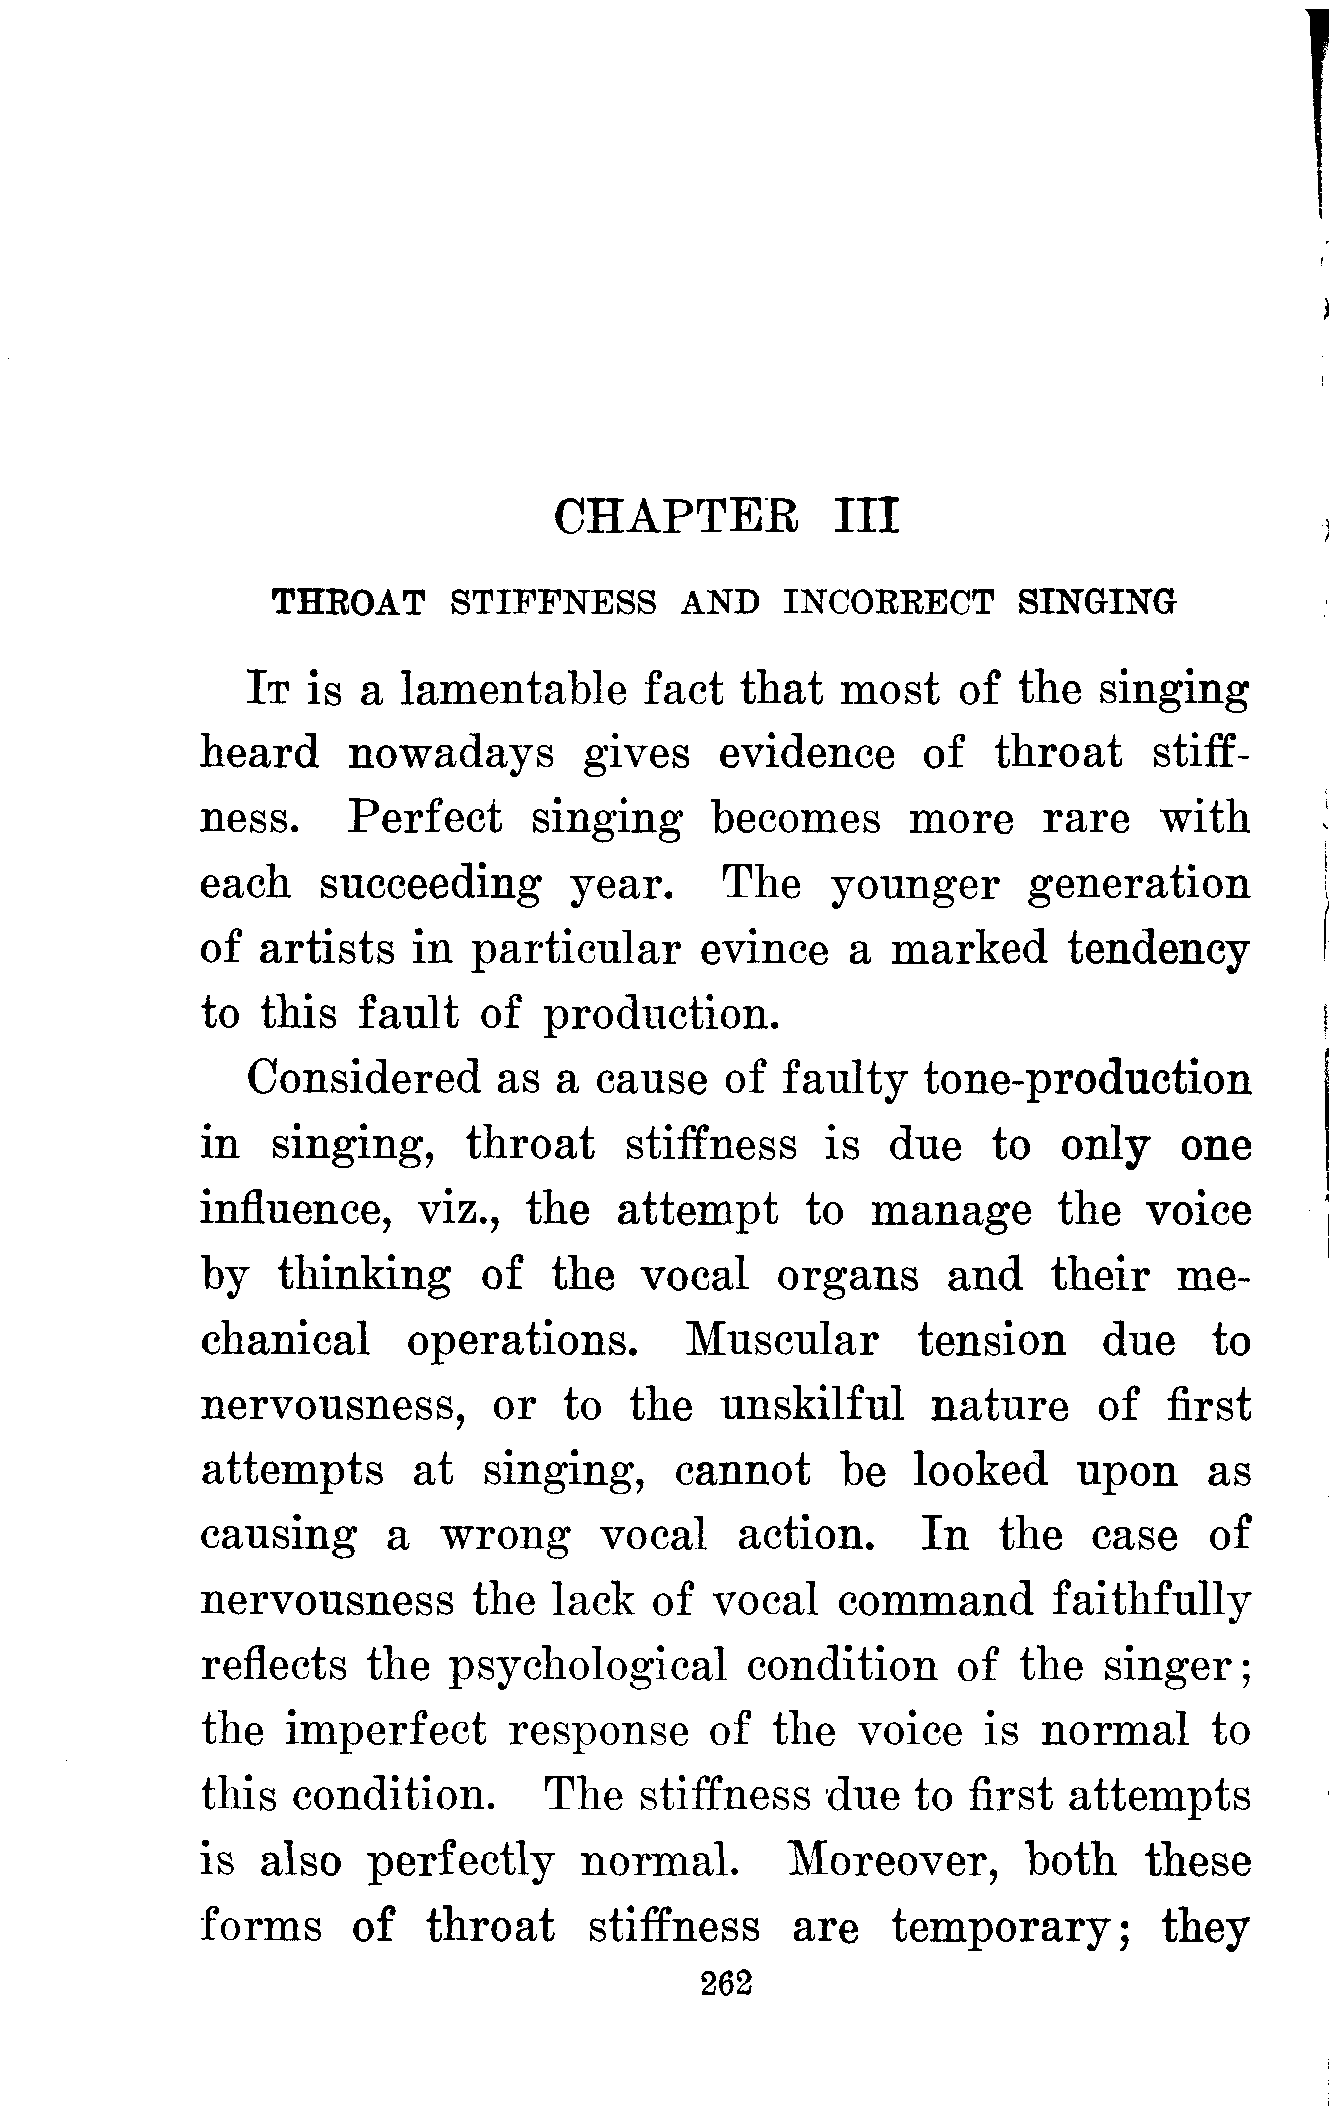 CHAPTER III
THROAT STIFFNESS AND INCORRECT SINGING
IT is a lamentable fact that most of the singing
heard nowadays gives evidence of throat stiff-
ness. Perfect singing becomes more rare with
each succeeding year. The younger generation
of artists in particular evince a marked tendency
to this fault of production.
Considered as a cause of faulty tone-production
in singing, throat stiffness is due to only one
influence, viz., the attempt to manage the voice
by thinking of the vocal organs and their me-
chanical operations. Muscular tension due to
nervousness, or to the unskilful nature of first
attempts at singing, cannot be looked upon as
causing a wrong vocal action. In the case of
nervousness the lack of vocal command faithfully
reflects the psychological condition of the singer;
the imperfect response of the voice is normal to
this condition. The stiffness due to first attempts
is also perfectly normal. Moreover, both these
forms of throat stiffness are temporary; they
262